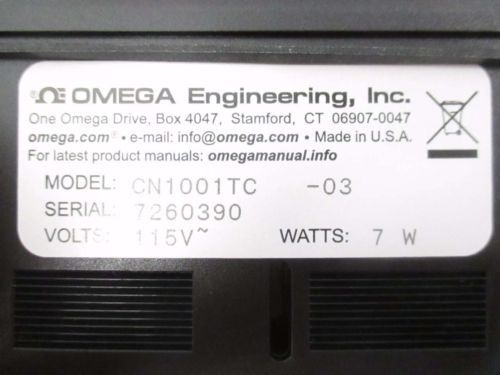 ®Ω OMEGA Engineering, Inc.
One Omega Drive, Box 4047, Stamford, CT 06907-0047
omega.com® • e-mail: info@omega.com • Made in U.S.A.
For latest product manuals: omegamanual.info
MODEL: CN1001TC -03
SERIAL: 7260390
VOLTS: 115V~ WATTS: 7 W